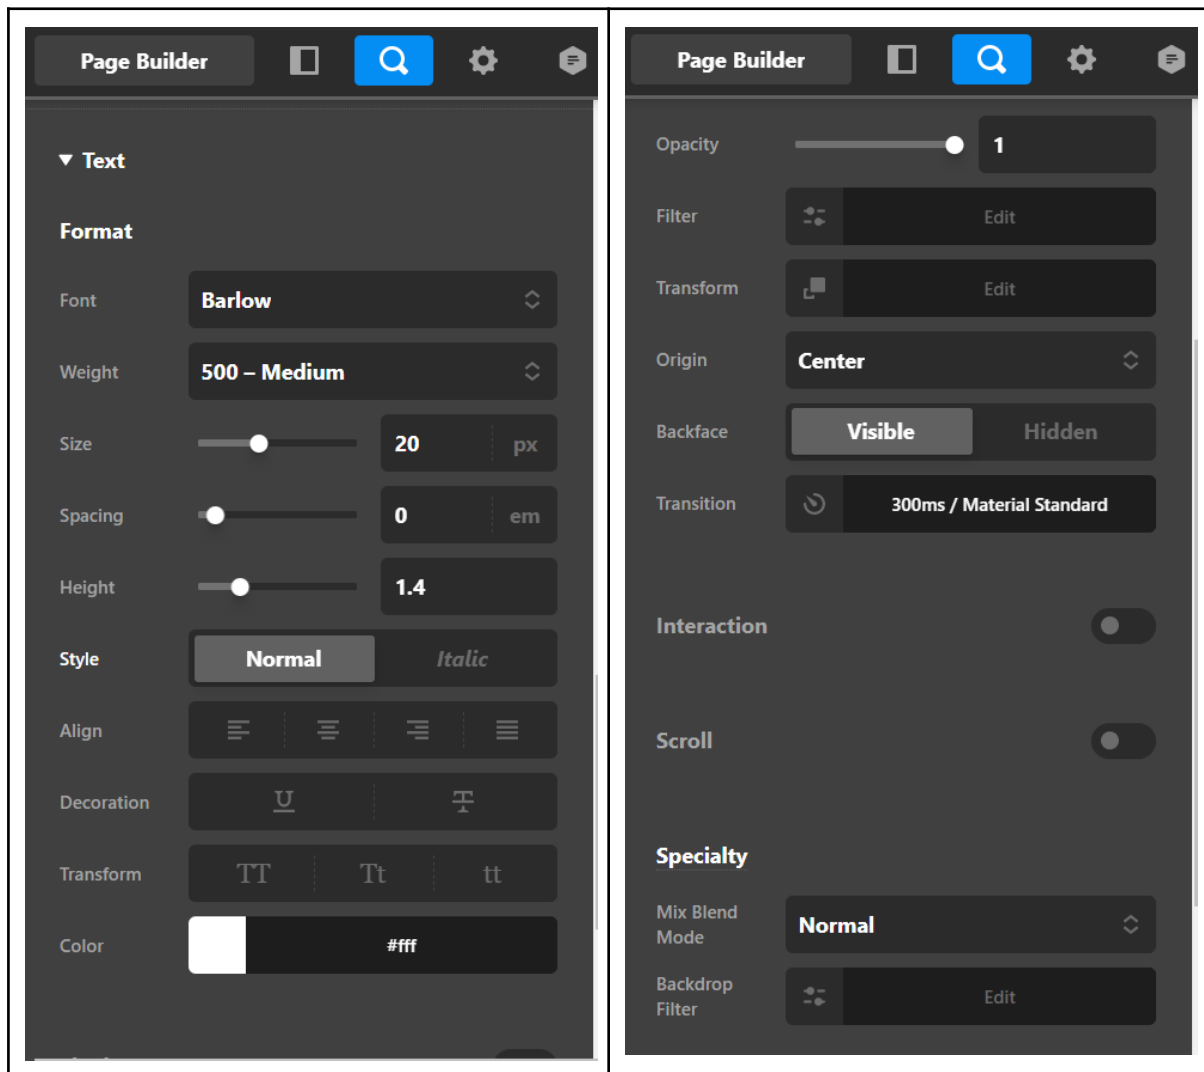 Page Builder
▼ Text
Format
Font Barlow
Weight 500 – Medium
Size 20 px
Spacing 0 em
Height 1.4
Style Normal Italic
Align
Decoration U T
Transform TT Tt tt
Color #fff
Page Builder
Opacity 1
Filter Edit
Transform Edit
Origin Center
Backface Visible Hidden
Transition 300ms / Material Standard
Interaction
Scroll
Specialty
Mix Blend
Mode Normal
Backdrop
Filter Edit